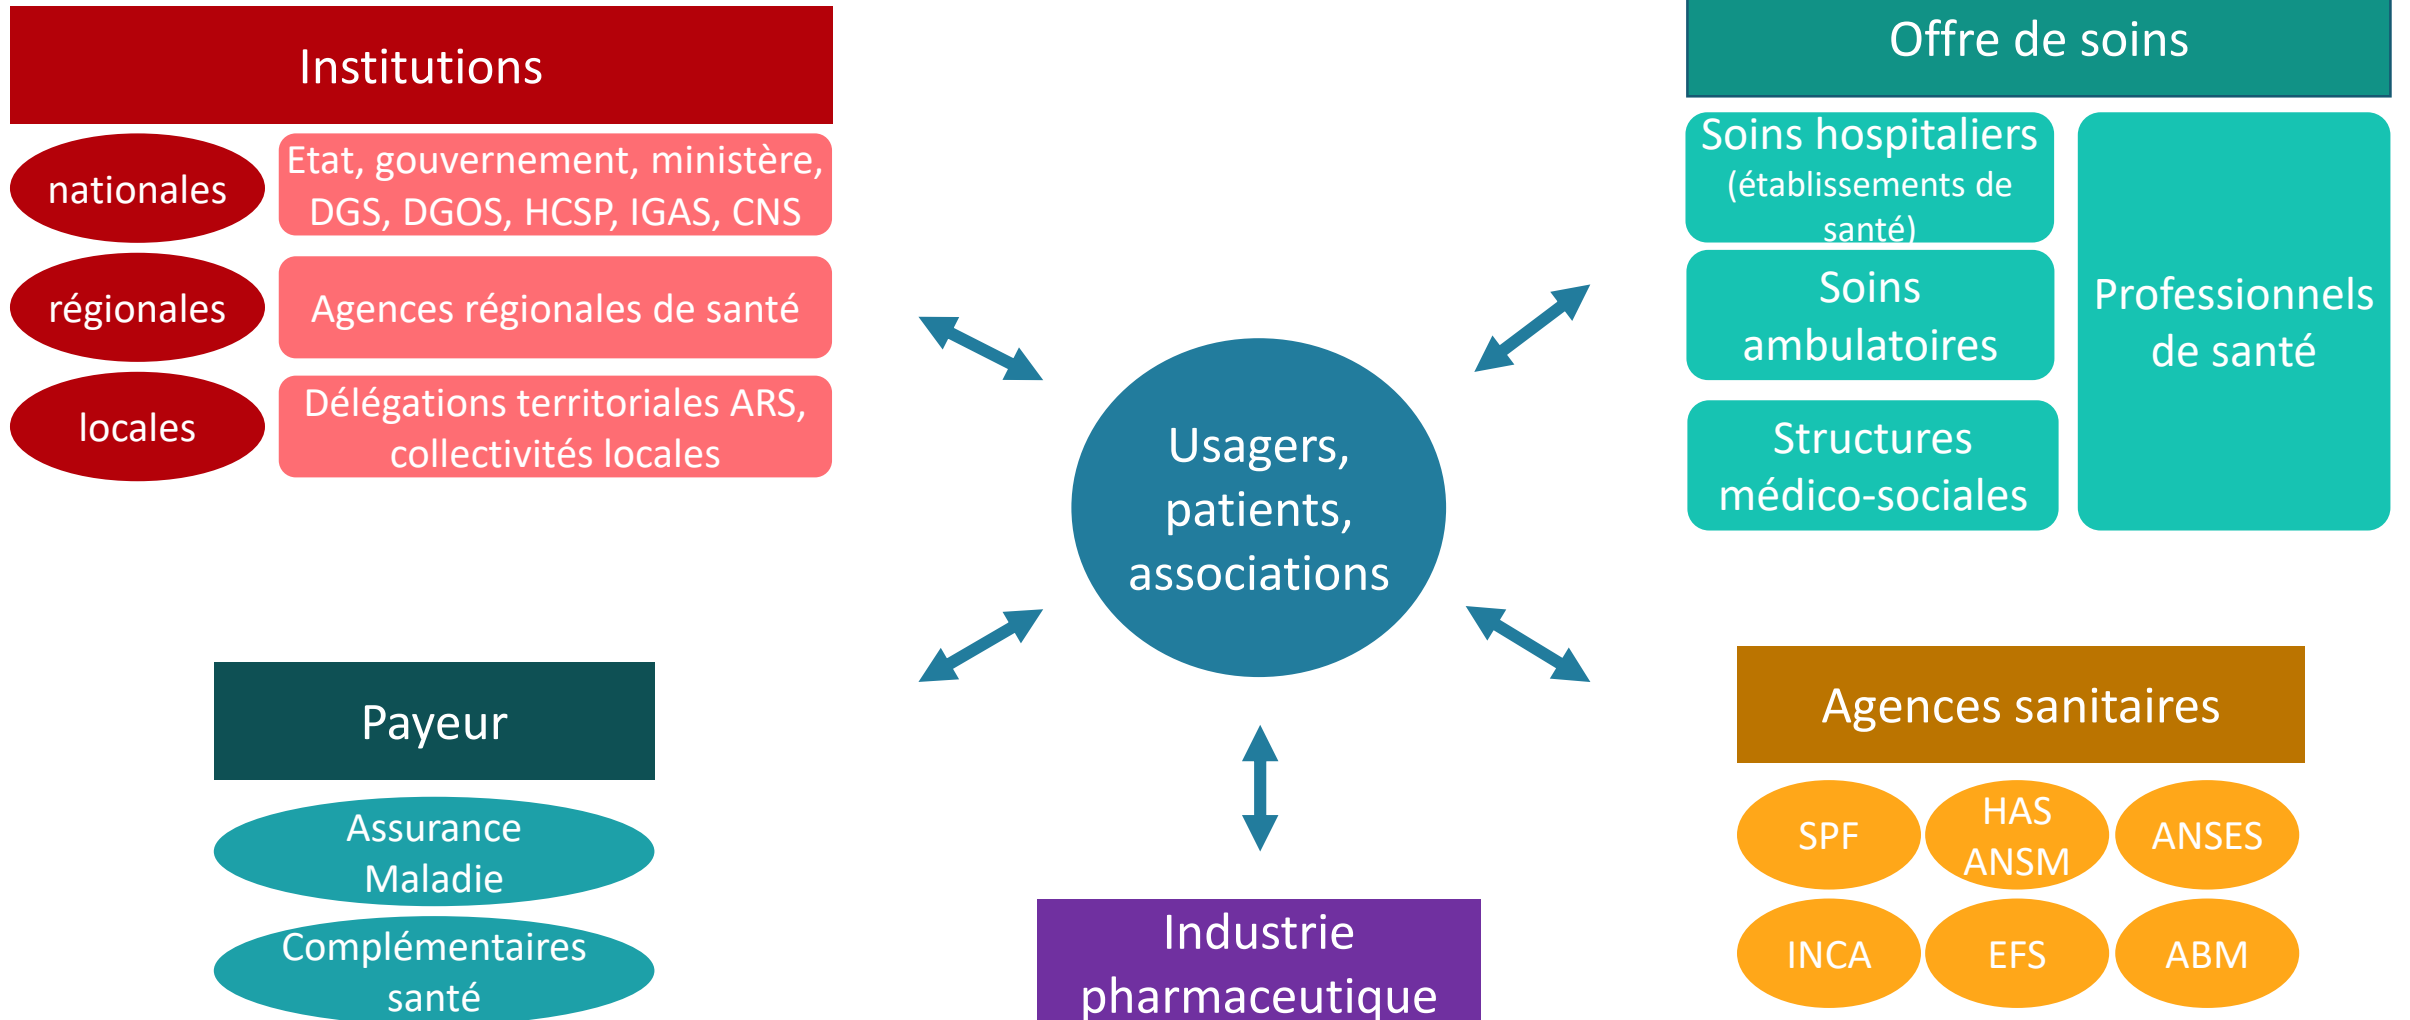 Institutions
nationales
Etat, gouvernement, ministère,
DGS, DGOS, HCSP, IGAS, CNS
régionales
Agences régionales de santé
locales
Délégations territoriales ARS,
collectivités locales
Offre de soins
Soins hospitaliers
(établissements de
santé)
Soins
ambulatoires
Structures
médico-sociales
Professionnels
de santé
Usagers,
patients,
associations
Payeur
Assurance
Maladie
Complémentaires
santé
Industrie
pharmaceutique
Agences sanitaires
SPF
HAS
ANSM
ANSES
INCA
EFS
ABM